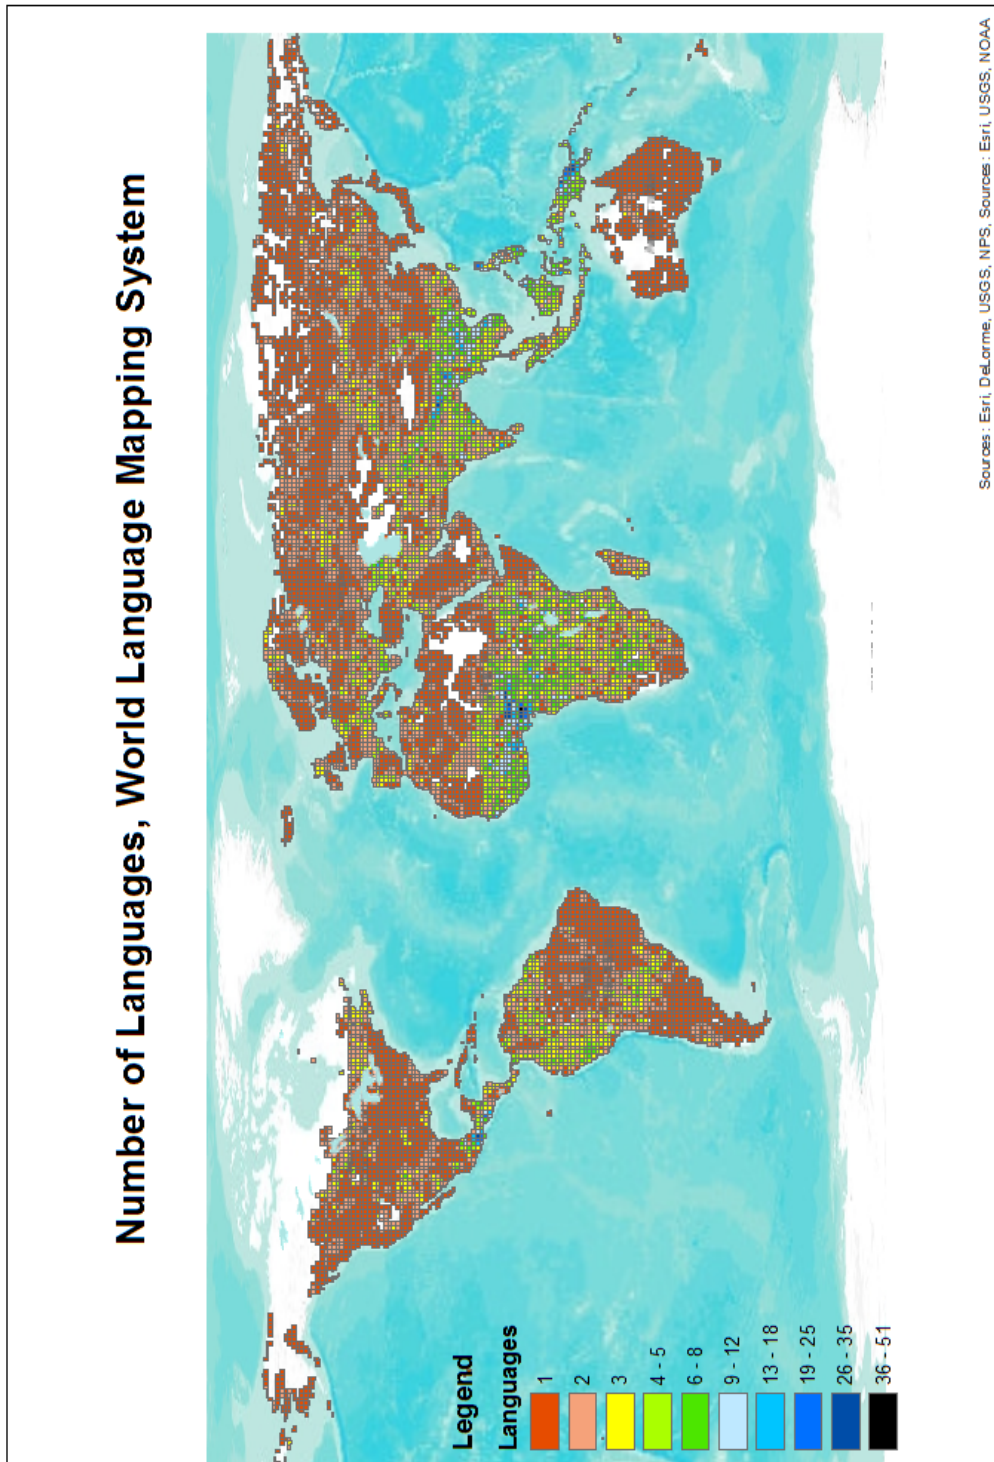 Number of Languages, World Language Mapping System
Legend
Languages
1
2
3
4 - 5
6 - 8
9 - 12
13 - 18
19 - 25
26 - 35
36 - 51
Sources: Esri, DeLorme, USGS, NPS, Sources: Esri, USGS, NOAA